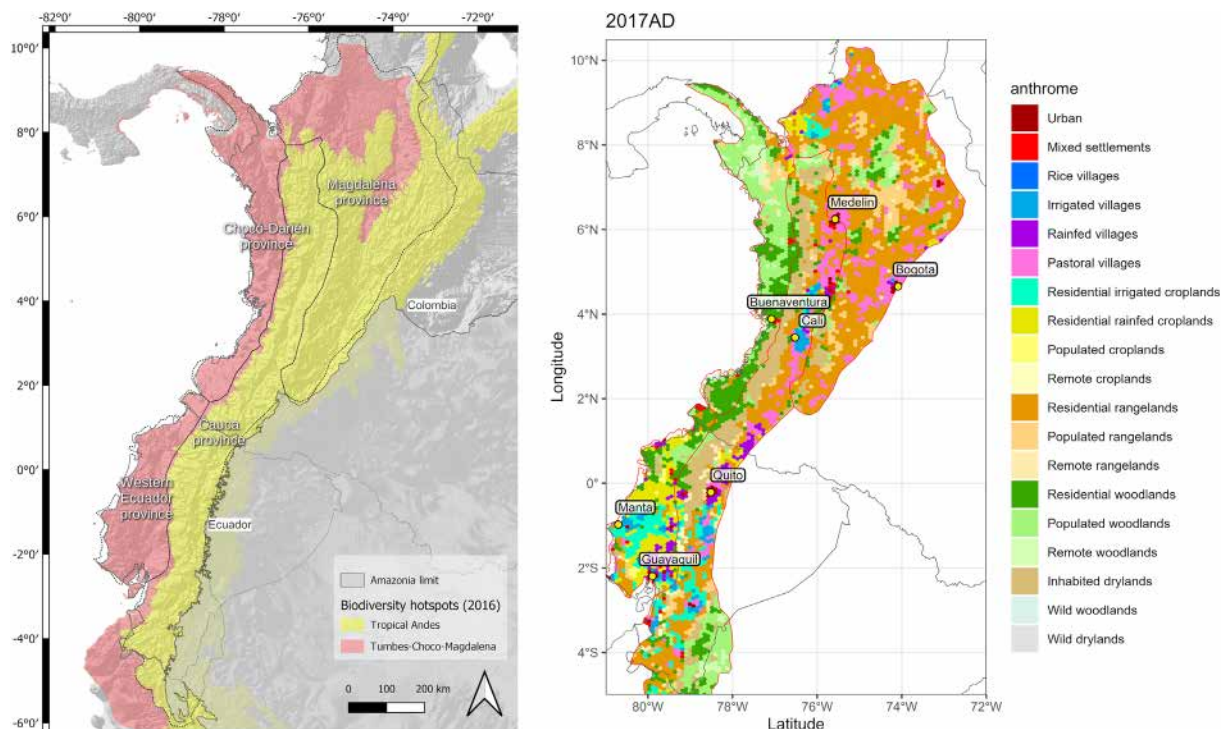 -82°0' -80°0' -78°0' -76°0' -74°0' -72°0'
10°0'
8°0'
6°0'
4°0'
2°0'
0°0'
-2°0'
-4°0'
-6°0'
Magdalena
province
Chocó-Darién
province
Colombia
Cauca
province
Western
Ecuador
province
Ecuador
Amazonia limit
Biodiversity hotspots (2016)
Tropical Andes
Tumbes-Choco-Magdalena
0 100 200 km
2017AD
10°N
8°N
6°N
4°N
2°N
0°
2°S
4°S
Longitude
Medelin
Bogota
Buenaventura
Cali
Quito
Manta
Guayaquil
80°W 78°W 76°W 74°W 72°W
Latitude
anthrome
Urban
Mixed settlements
Rice villages
Irrigated villages
Rainfed villages
Pastoral villages
Residential irrigated croplands
Residential rainfed croplands
Populated croplands
Remote croplands
Residential rangelands
Populated rangelands
Remote rangelands
Residential woodlands
Populated woodlands
Remote woodlands
Inhabited drylands
Wild woodlands
Wild drylands